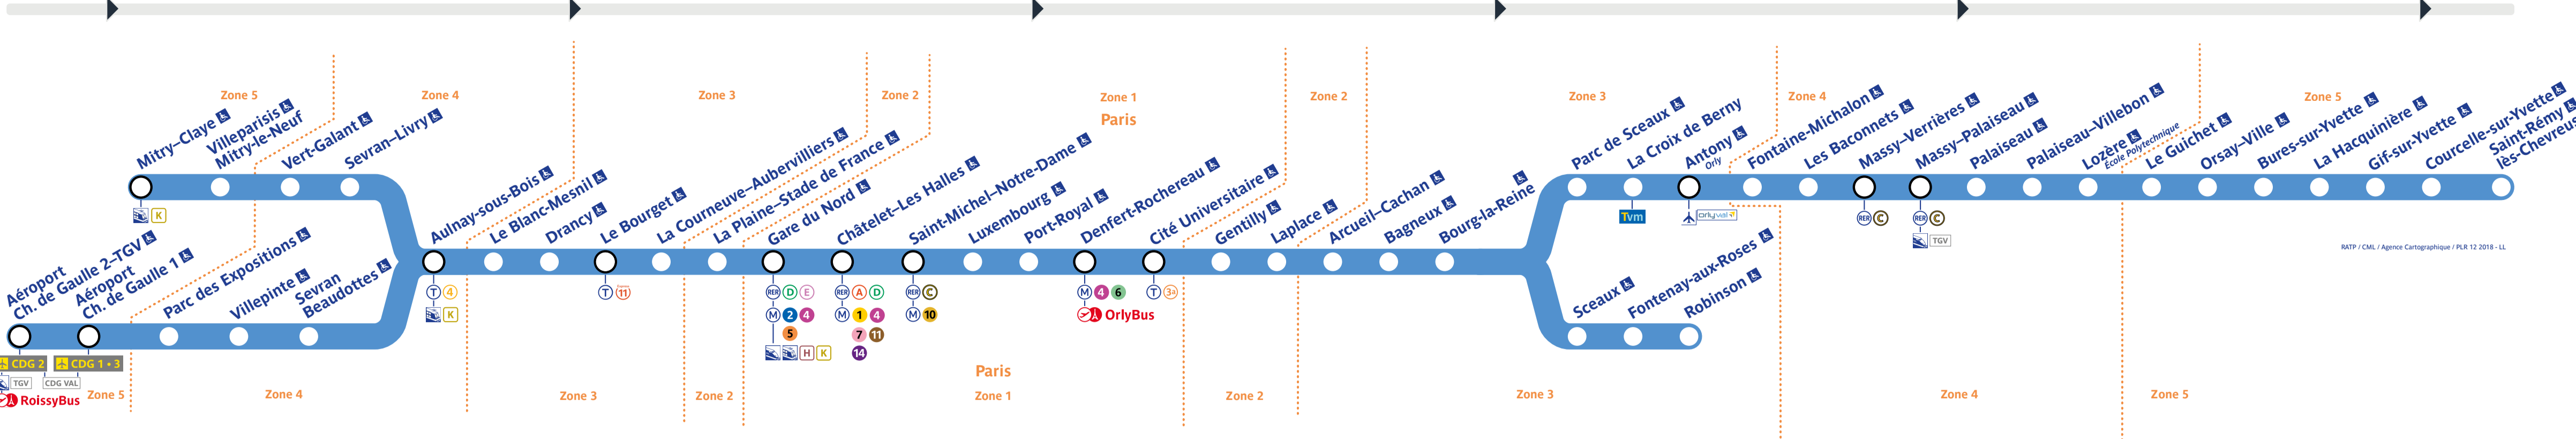 Zone 5
Zone 4
Zone 3
Zone 2
Zone 1
Paris
Zone 2
Zone 3
Zone 4
Zone 5
Mitry–Claye
Villeparisis
Mitry-le-Neuf
Vert-Galant
Sevran–Livry
K
Aéroport
Ch. de Gaulle 2–TGV
Aéroport
Ch. de Gaulle 1
Parc des Expositions
Villepinte
Sevran
Beaudottes
CDG 2
TGV
RoissyBus
CDG 1 • 3
CDG VAL
Aulnay-sous-Bois
T 4
K
Le Blanc-Mesnil
Drancy
Le Bourget
T 11
La Courneuve–Aubervilliers
La Plaine–Stade de France
Gare du Nord
RER D E
M 2 4
5
H K
Châtelet–Les Halles
RER A D
M 1 4
7 11
14
Saint-Michel–Notre-Dame
RER C
M 10
Luxembourg
Port-Royal
Denfert-Rochereau
M 4 6
OrlyBus
Cité Universitaire
T 3a
Gentilly
Laplace
Arcueil–Cachan
Bagneux
Bourg-la-Reine
Parc de Sceaux
La Croix de Berny
Tvm
Antony
Orly
orlyval
Fontaine-Michalon
Les Baconnets
Massy–Verrières
RER C
Massy–Palaiseau
RER C
TGV
Palaiseau
Palaiseau–Villebon
Lozère
École Polytechnique
Le Guichet
Orsay–Ville
Bures-sur-Yvette
La Hacquinière
Gif-sur-Yvette
Courcelle-sur-Yvette
Saint-Rémy
lès-Chevreus
Sceaux
Fontenay-aux-Roses
Robinson
RATP / CML / Agence Cartographique / PLR 12 2018 - LL
Zone 5
Zone 4
Zone 3
Zone 2
Paris
Zone 1
Zone 2
Zone 3
Zone 4
Zone 5